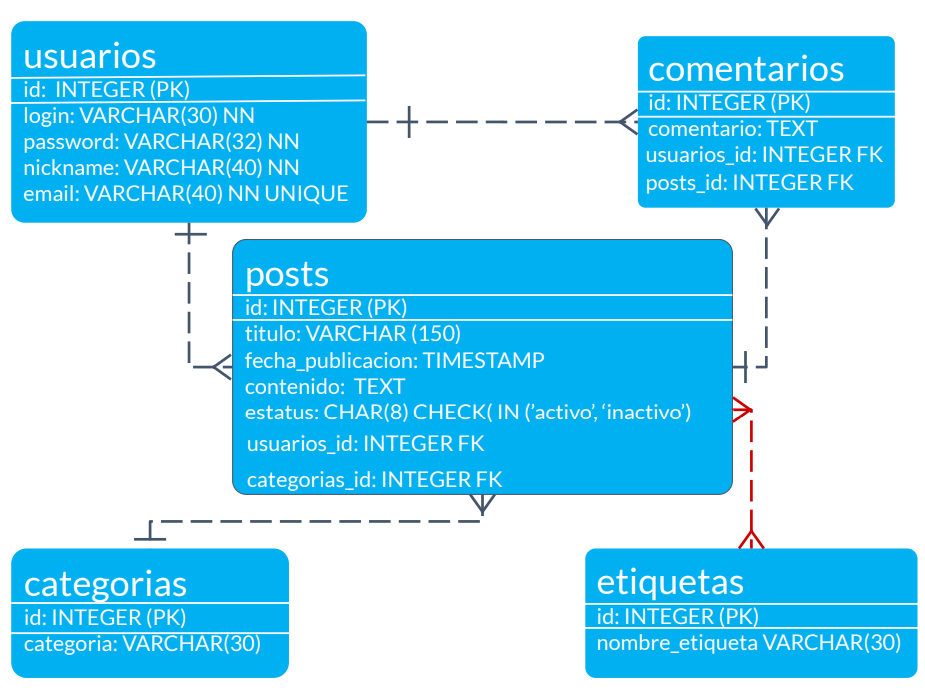 usuarios
id: INTEGER (PK)
login: VARCHAR(30) NN
password: VARCHAR(32) NN
nickname: VARCHAR(40) NN
email: VARCHAR(40) NN UNIQUE
comentarios
id: INTEGER (PK)
comentario: TEXT
usuarios_id: INTEGER FK
posts_id: INTEGER FK
posts
id: INTEGER (PK)
titulo: VARCHAR (150)
fecha_publicacion: TIMESTAMP
contenido: TEXT
estatus: CHAR(8) CHECK( IN (’activo’, ‘inactivo’)
usuarios_id: INTEGER FK
categorias_id: INTEGER FK
categorias
id: INTEGER (PK)
categoria: VARCHAR(30)
etiquetas
id: INTEGER (PK)
nombre_etiqueta VARCHAR(30)